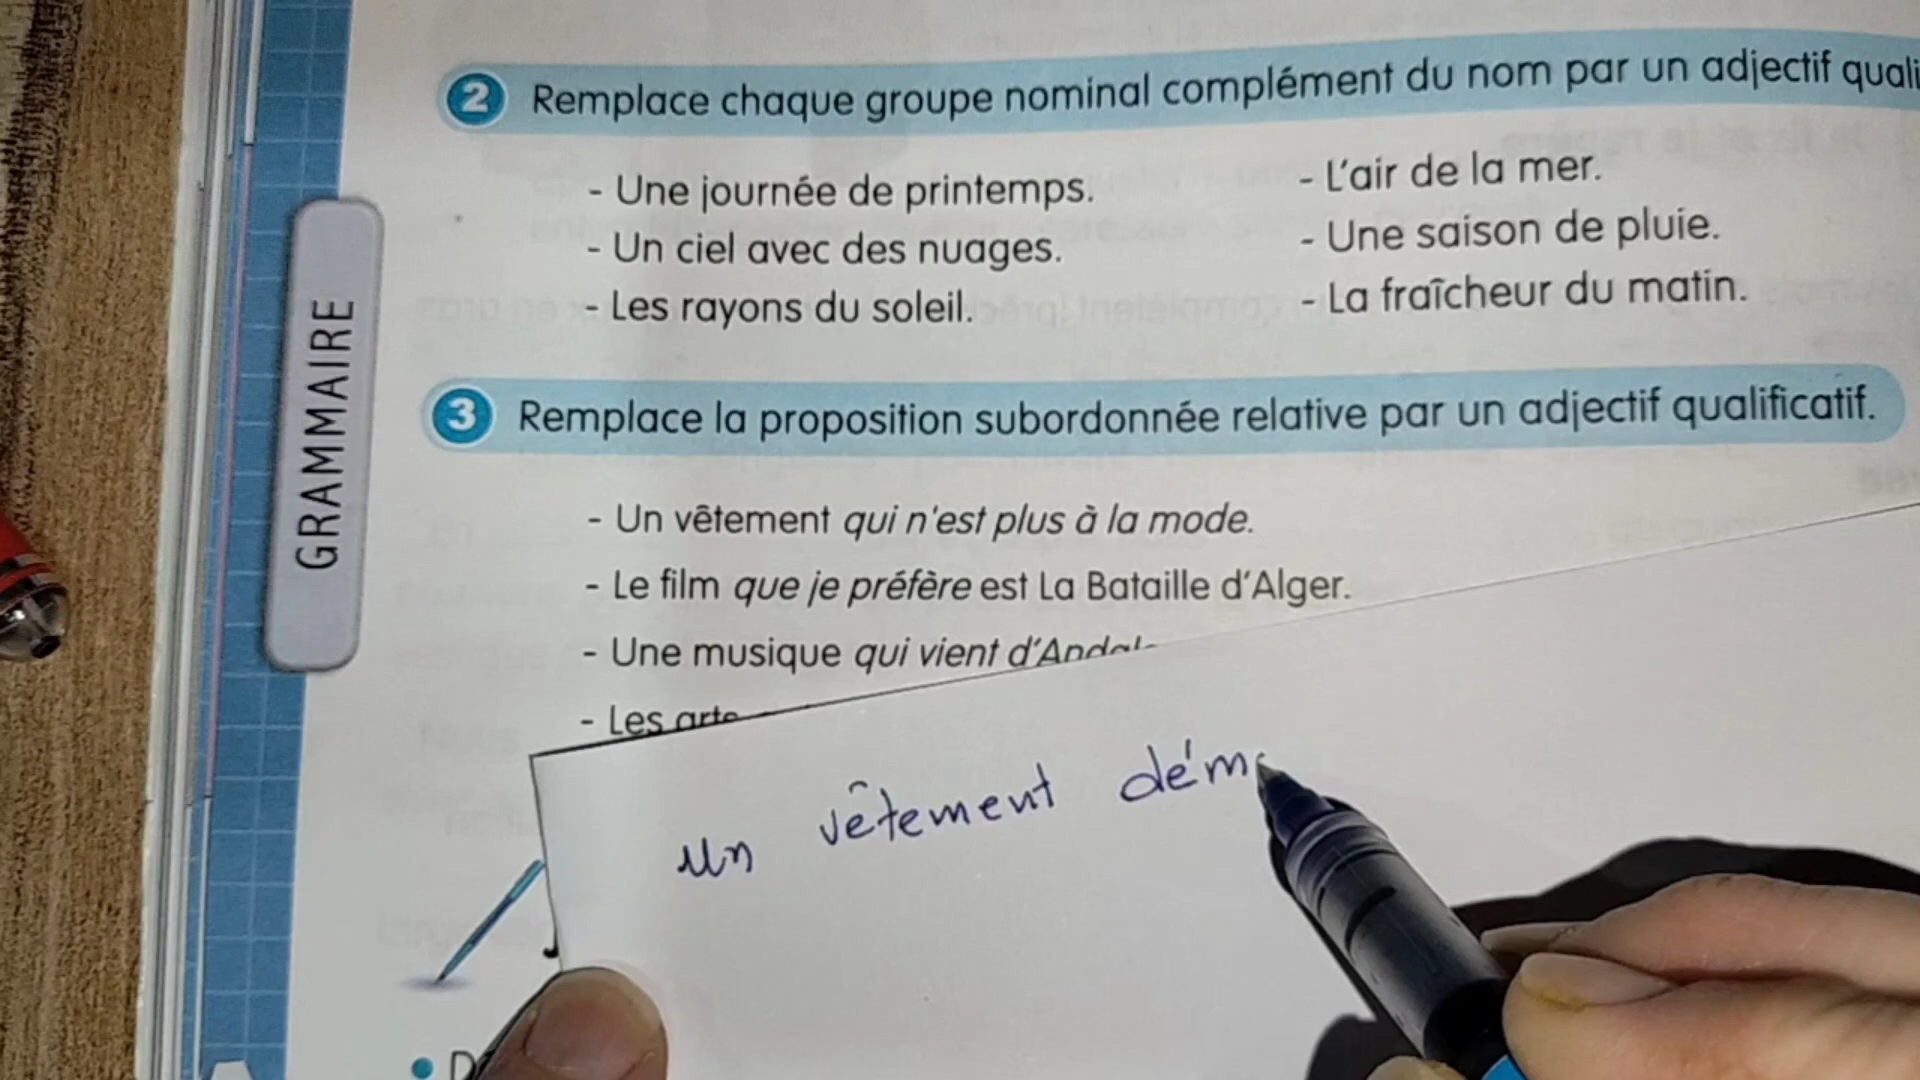 GRAMMAIRE
2 Remplace chaque groupe nominal complément du nom par un adjectif quali
- Une journée de printemps.
- Un ciel avec des nuages.
- Les rayons du soleil.
- L'air de la mer.
- Une saison de pluie.
- La fraîcheur du matin.
3 Remplace la proposition subordonnée relative par un adjectif qualificatif.
- Un vêtement qui n'est plus à la mode.
- Le film que je préfère est La Bataille d'Alger.
- Une musique qui vient
- Les
un vêtement dém